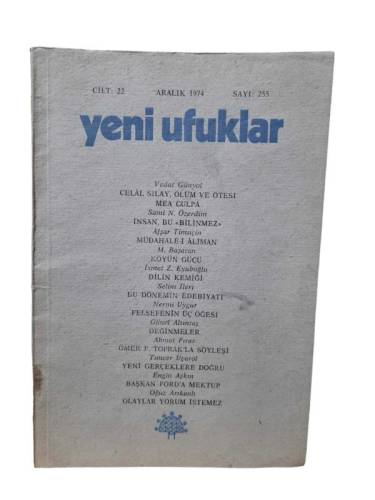 CİLT: 22 ARALIK 1974 SAYI: 255
yeni ufuklar
Vedat Günyol
CELÂL SILAY, ÖLÜM VE ÖTESİ
MEA CULPA
Sami N. Özerdim
İNSAN, BU «BİLİNMEZ»
Afşar Timuçin
MÜDAHALE-İ ÂLİMAN
M. Başaran
KÖYÜN GÜCÜ
İsmet Z. Eyuboğlu
DİLİN KEMİĞİ
Selim İleri
BU DÖNEMİN EDEBİYATI
Nermi Uygur
FELSEFENİN ÜÇ ÖĞESİ
Günel Altıntaş
DEĞİNMELER
Ahmet Fırat
ÖMER F. TOPRAK'LA SÖYLEŞİ
Tuncer Uçarol
YENİ GERÇEKLERE DOĞRU
Engin Aşkın
BAŞKAN FORD'A MEKTUP
Oğuz Arıkanlı
OLAYLAR YORUM İSTEMEZ